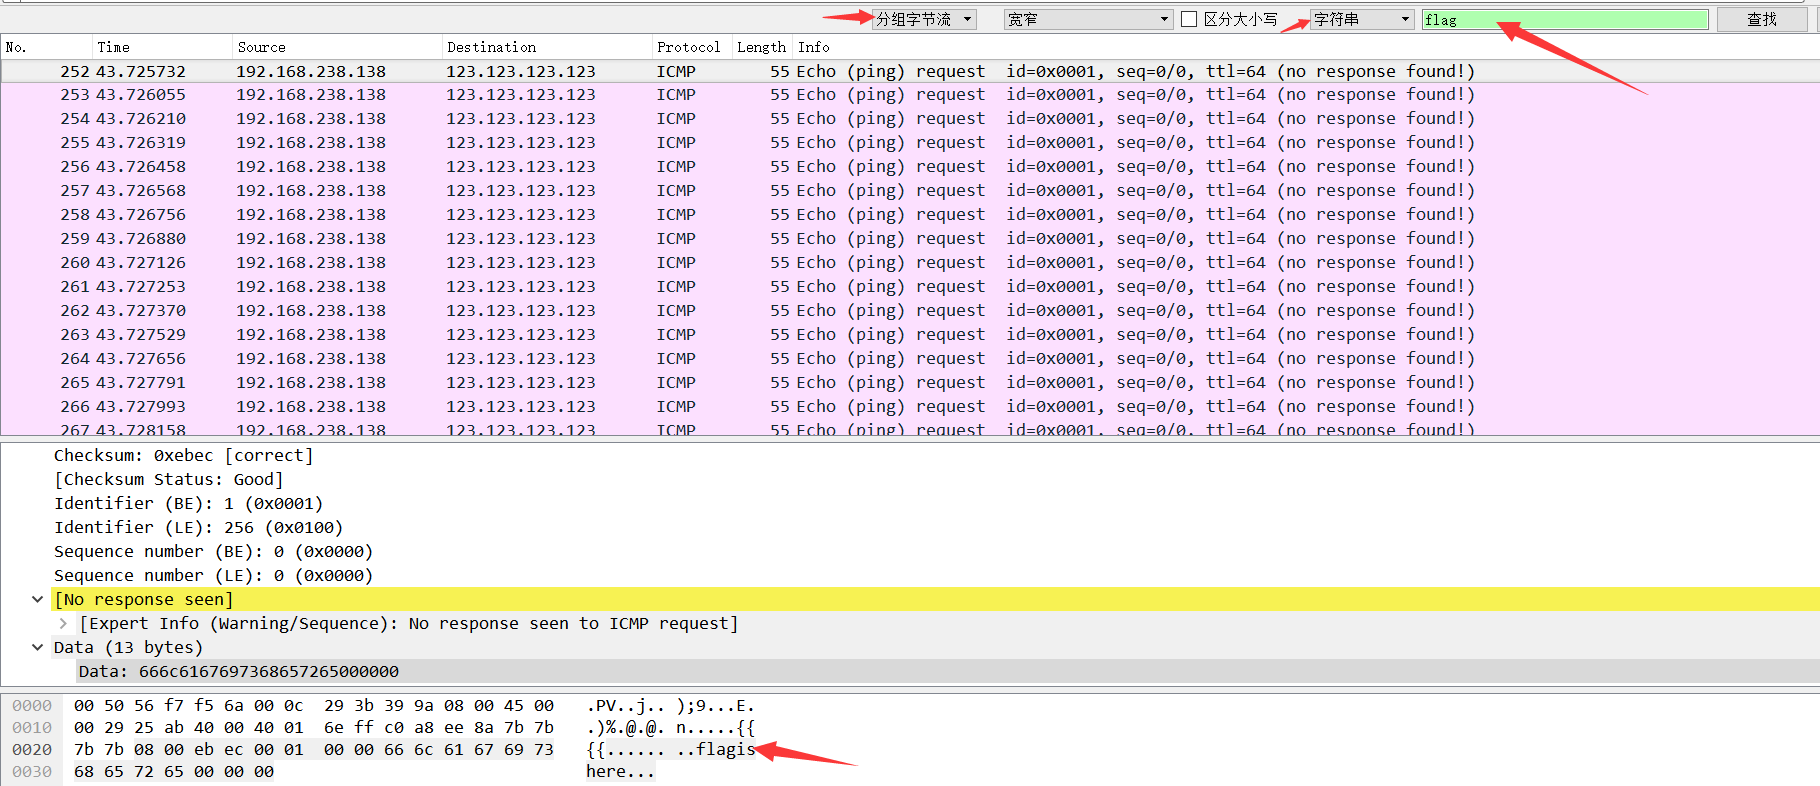 分组字节流 宽窄 区分大小写 字符串 flag 查找
No. Time Source Destination Protocol Length Info
252 43.725732 192.168.238.138 123.123.123.123 ICMP 55 Echo (ping) request id=0x0001, seq=0/0, ttl=64 (no response found!)
253 43.726055 192.168.238.138 123.123.123.123 ICMP 55 Echo (ping) request id=0x0001, seq=0/0, ttl=64 (no response found!)
254 43.726210 192.168.238.138 123.123.123.123 ICMP 55 Echo (ping) request id=0x0001, seq=0/0, ttl=64 (no response found!)
255 43.726319 192.168.238.138 123.123.123.123 ICMP 55 Echo (ping) request id=0x0001, seq=0/0, ttl=64 (no response found!)
256 43.726458 192.168.238.138 123.123.123.123 ICMP 55 Echo (ping) request id=0x0001, seq=0/0, ttl=64 (no response found!)
257 43.726568 192.168.238.138 123.123.123.123 ICMP 55 Echo (ping) request id=0x0001, seq=0/0, ttl=64 (no response found!)
258 43.726756 192.168.238.138 123.123.123.123 ICMP 55 Echo (ping) request id=0x0001, seq=0/0, ttl=64 (no response found!)
259 43.726880 192.168.238.138 123.123.123.123 ICMP 55 Echo (ping) request id=0x0001, seq=0/0, ttl=64 (no response found!)
260 43.727126 192.168.238.138 123.123.123.123 ICMP 55 Echo (ping) request id=0x0001, seq=0/0, ttl=64 (no response found!)
261 43.727253 192.168.238.138 123.123.123.123 ICMP 55 Echo (ping) request id=0x0001, seq=0/0, ttl=64 (no response found!)
262 43.727370 192.168.238.138 123.123.123.123 ICMP 55 Echo (ping) request id=0x0001, seq=0/0, ttl=64 (no response found!)
263 43.727529 192.168.238.138 123.123.123.123 ICMP 55 Echo (ping) request id=0x0001, seq=0/0, ttl=64 (no response found!)
264 43.727656 192.168.238.138 123.123.123.123 ICMP 55 Echo (ping) request id=0x0001, seq=0/0, ttl=64 (no response found!)
265 43.727791 192.168.238.138 123.123.123.123 ICMP 55 Echo (ping) request id=0x0001, seq=0/0, ttl=64 (no response found!)
266 43.727993 192.168.238.138 123.123.123.123 ICMP 55 Echo (ping) request id=0x0001, seq=0/0, ttl=64 (no response found!)
267 43.728158 192.168.238.138 123.123.123.123 ICMP 55 Echo (ping) request id=0x0001, seq=0/0, ttl=64 (no response found!)
Checksum: 0xebec [correct]
[Checksum Status: Good]
Identifier (BE): 1 (0x0001)
Identifier (LE): 256 (0x0100)
Sequence number (BE): 0 (0x0000)
Sequence number (LE): 0 (0x0000)
[No response seen]
[Expert Info (Warning/Sequence): No response seen to ICMP request]
Data (13 bytes)
Data: 666c6167697368657265000000
0000 00 50 56 f7 f5 6a 00 0c 29 3b 39 9a 08 00 45 00 .PV..j.. );9...E.
0010 00 29 25 ab 40 00 40 01 6e ff c0 a8 ee 8a 7b 7b .)%.@.@. n.....{{
0020 7b 7b 08 00 eb ec 00 01 00 00 66 6c 61 67 69 73 {{...... ..flagis
0030 68 65 72 65 00 00 00 here...